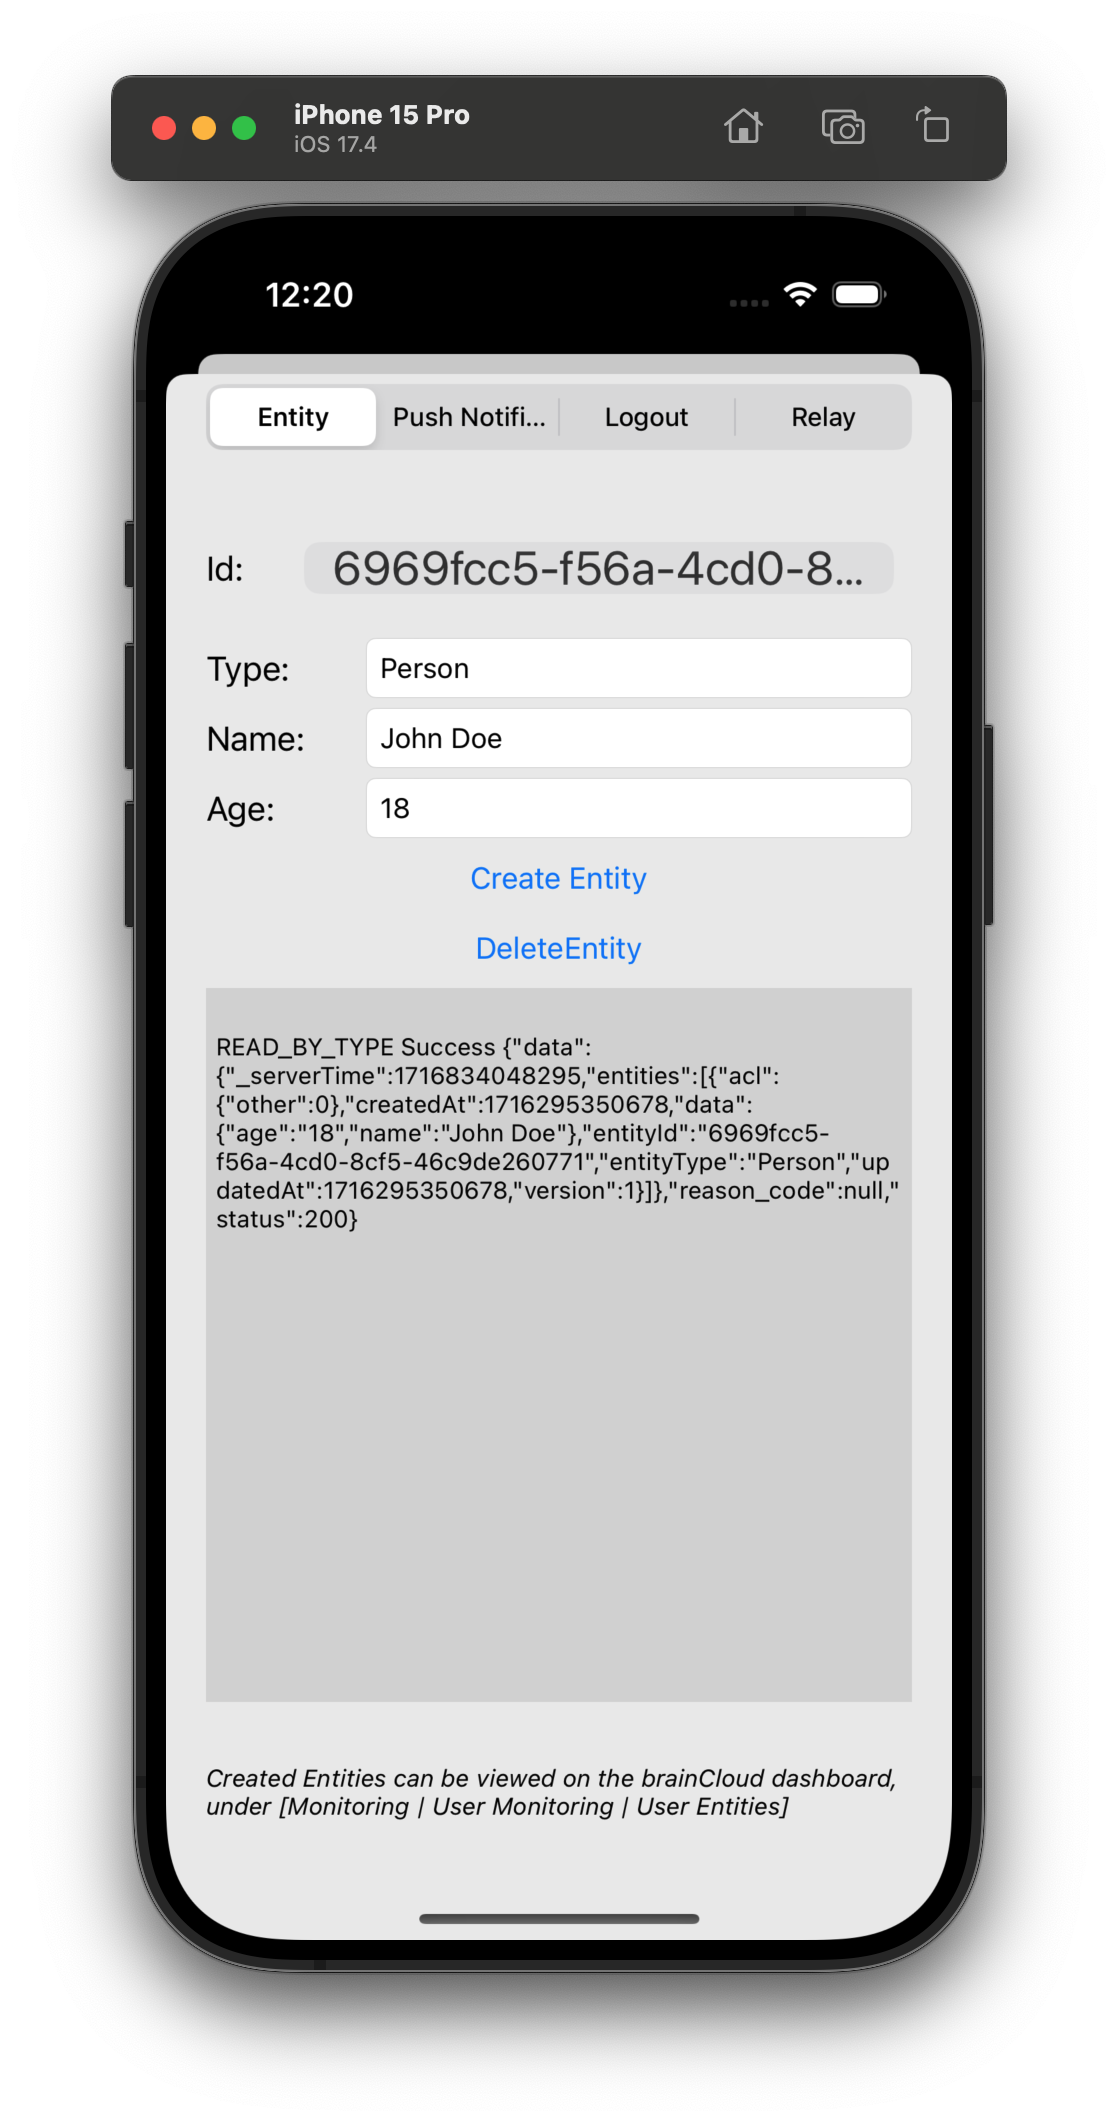 iPhone 15 Pro
iOS 17.4
12:20
Entity Push Notifi... Logout Relay
Id: 6969fcc5-f56a-4cd0-8...
Type: Person
Name: John Doe
Age: 18
Create Entity
DeleteEntity
READ_BY_TYPE Success {"data":
{"_serverTime":1716834048295,"entities":[{"acl":
{"other":0},"createdAt":1716295350678,"data":
{"age":"18","name":"John Doe"},"entityId":"6969fcc5-
f56a-4cd0-8cf5-46c9de260771","entityType":"Person","up
datedAt":1716295350678,"version":1}]},"reason_code":null,"
status":200}
Created Entities can be viewed on the brainCloud dashboard,
under [Monitoring | User Monitoring | User Entities]